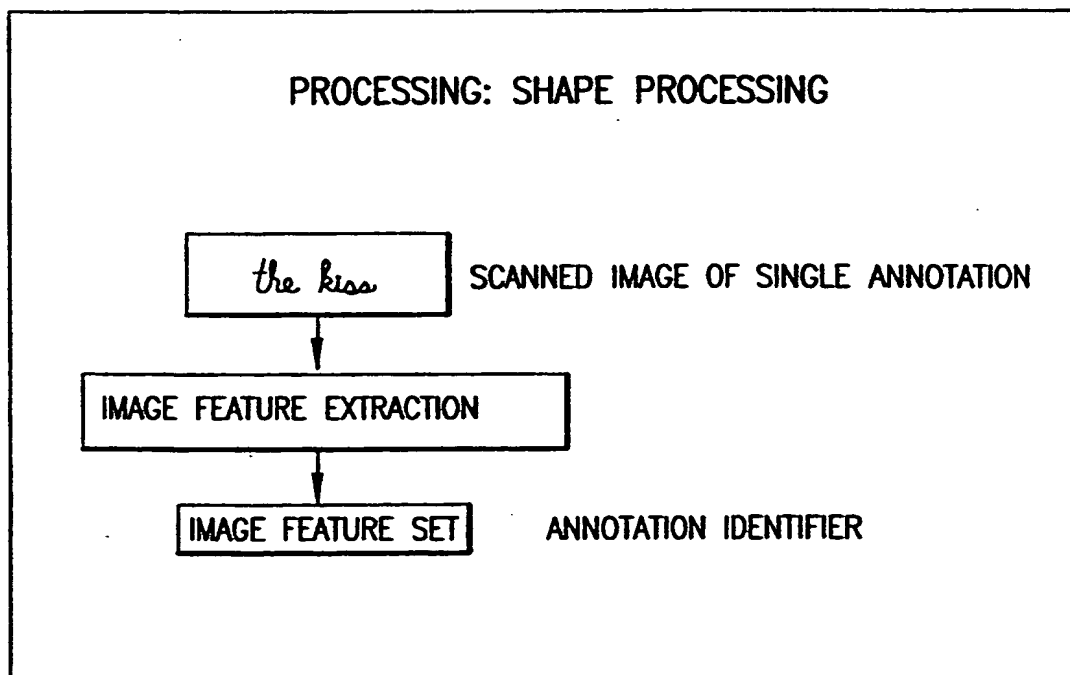 PROCESSING: SHAPE PROCESSING
the kiss SCANNED IMAGE OF SINGLE ANNOTATION
IMAGE FEATURE EXTRACTION
IMAGE FEATURE SET ANNOTATION IDENTIFIER